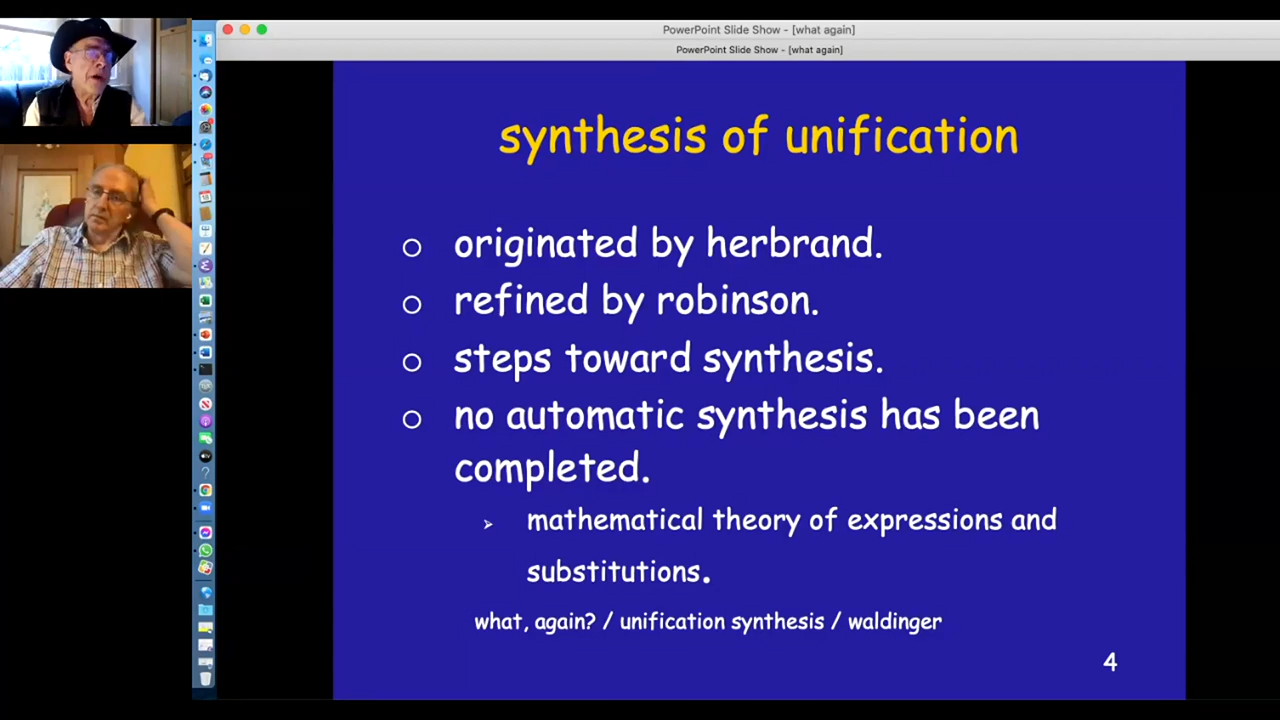 PowerPoint Slide Show - [what again]
PowerPoint Slide Show - [what again]
synthesis of unification
o originated by herbrand.
o refined by robinson.
o steps toward synthesis.
o no automatic synthesis has been
completed.
➢ mathematical theory of expressions and
substitutions.
what, again? / unification synthesis / waldinger
4